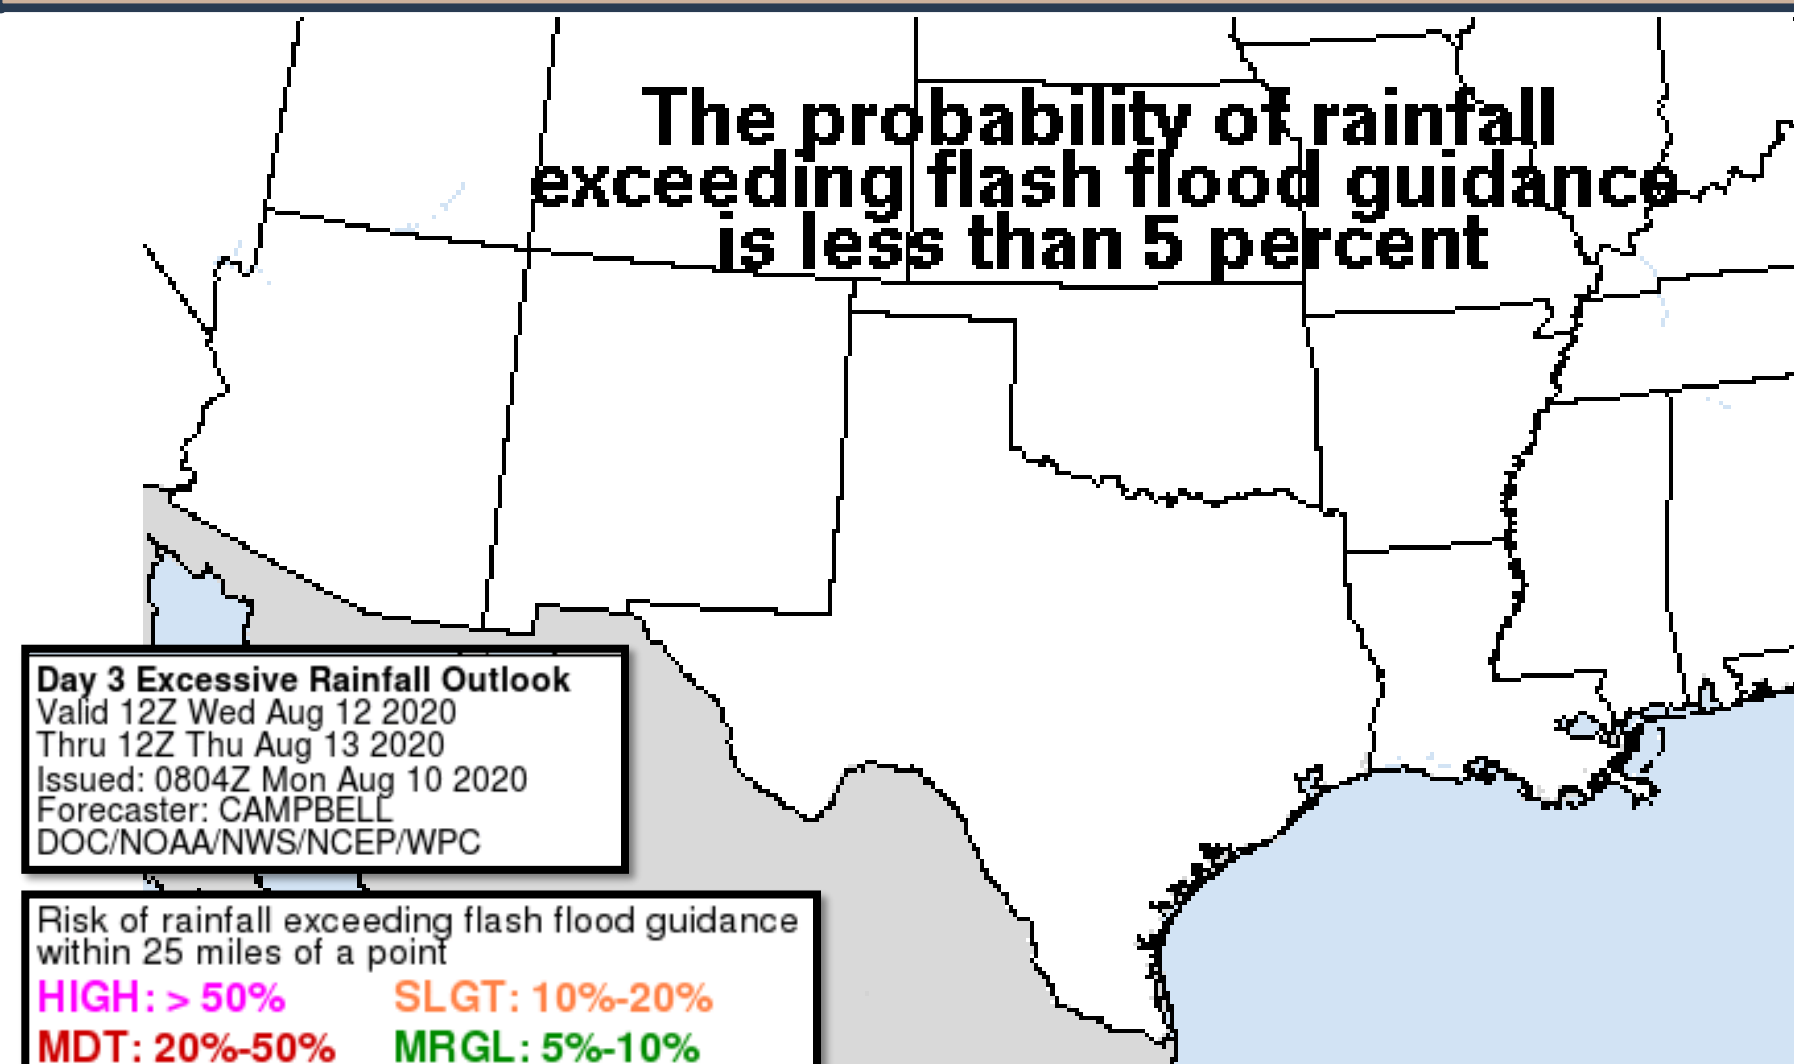 The probability of rainfall
exceeding flash flood guidance
is less than 5 percent
Day 3 Excessive Rainfall Outlook
Valid 12Z Wed Aug 12 2020
Thru 12Z Thu Aug 13 2020
Issued: 0804Z Mon Aug 10 2020
Forecaster: CAMPBELL
DOC/NOAA/NWS/NCEP/WPC
Risk of rainfall exceeding flash flood guidance
within 25 miles of a point
HIGH: > 50% SLGT: 10%-20%
MDT: 20%-50% MRGL: 5%-10%